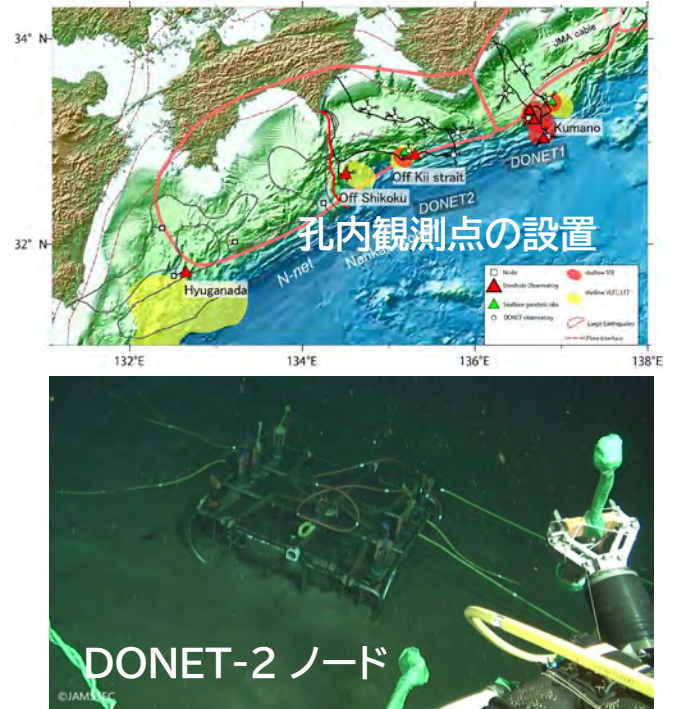 34° N
JMA cable
Kumano
DONET1
Off Kii strait
Off Shikoku
DONET2
32° N
孔内観測点の設置
N-net
Hyuganada
Node
Borehole Observatory
Seafloor geodetic obs
DONET observatory
shallow SSE
shallow VLFE, LFT
Large Earthquakes
Plate interface
132°E
134°E
136°E
138°E
DONET-2 ノード
©JAMSTEC